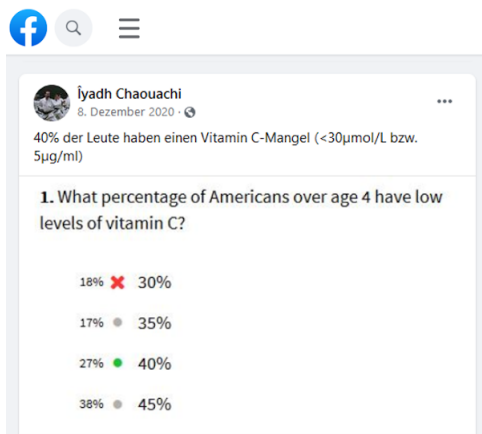 Îyadh Chaouachi
8. Dezember 2020 ·
40% der Leute haben einen Vitamin C-Mangel (<30µmol/L bzw.
5µg/ml)
1. What percentage of Americans over age 4 have low
levels of vitamin C?
18% 30%
17% 35%
27% 40%
38% 45%